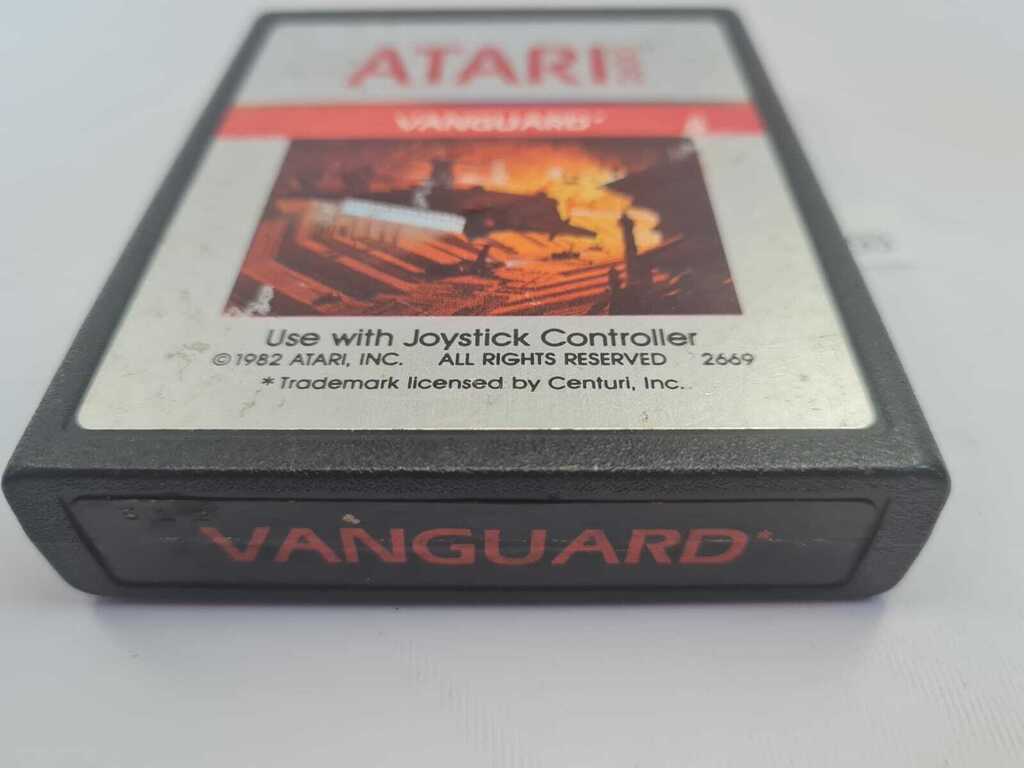 ATARI 2600
VANGUARD*
Use with Joystick Controller
©1982 ATARI, INC. ALL RIGHTS RESERVED 2669
* Trademark licensed by Centuri, Inc.
VANGUARD*